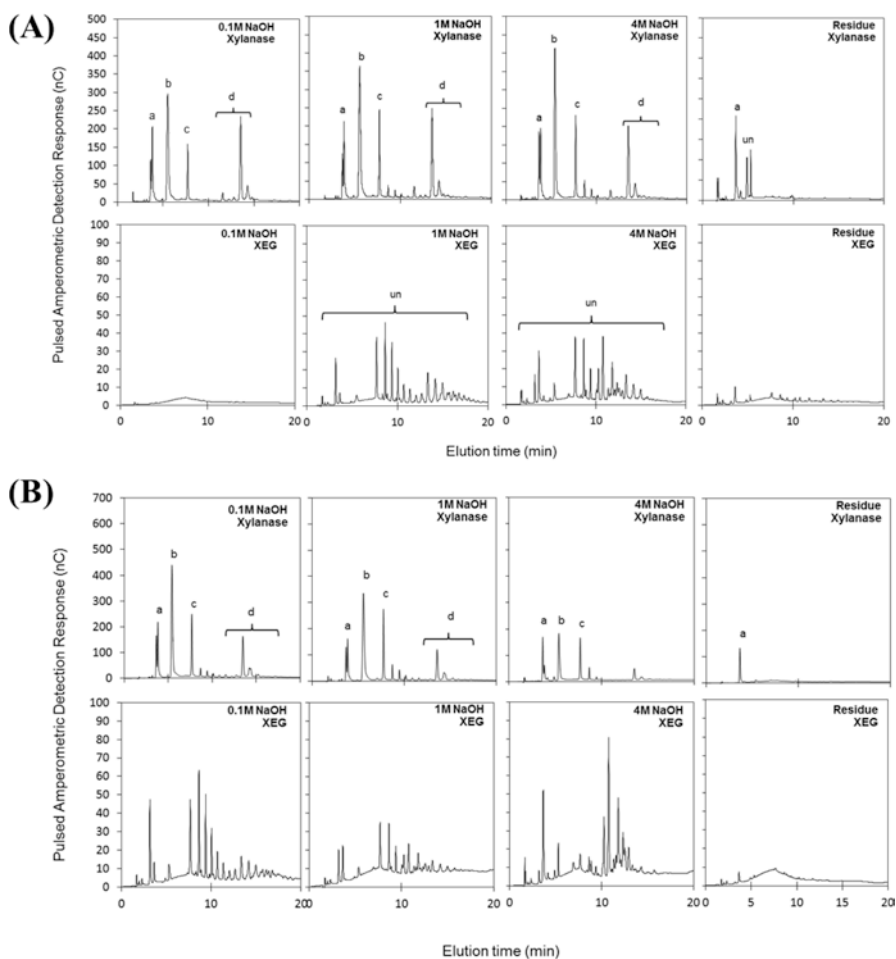 (A)
Pulsed Amperometric Detection Response (nC)
500
450
400
350
300
250
200
150
100
50
0
0.1M NaOH
Xylanase
a
b
c
d
1M NaOH
Xylanase
a
b
c
d
4M NaOH
Xylanase
a
b
c
d
Residue
Xylanase
a
un
100
90
80
70
60
50
40
30
20
10
0
0.1M NaOH
XEG
0 10 20
1M NaOH
XEG
un
0 10 20
4M NaOH
XEG
un
0 10 20
Residue
XEG
0 10 20
Elution time (min)
(B)
Pulsed Amperometric Detection Response (nC)
700
600
500
400
300
200
100
0
0.1M NaOH
Xylanase
a
b
c
d
1M NaOH
Xylanase
a
b
c
d
4M NaOH
Xylanase
a
b
c
Residue
Xylanase
a
100
90
80
70
60
50
40
30
20
10
0
0.1M NaOH
XEG
0 10 20
1M NaOH
XEG
0 10 20
4M NaOH
XEG
0 10 20
Residue
XEG
0 5 10 15 20
Elution time (min)